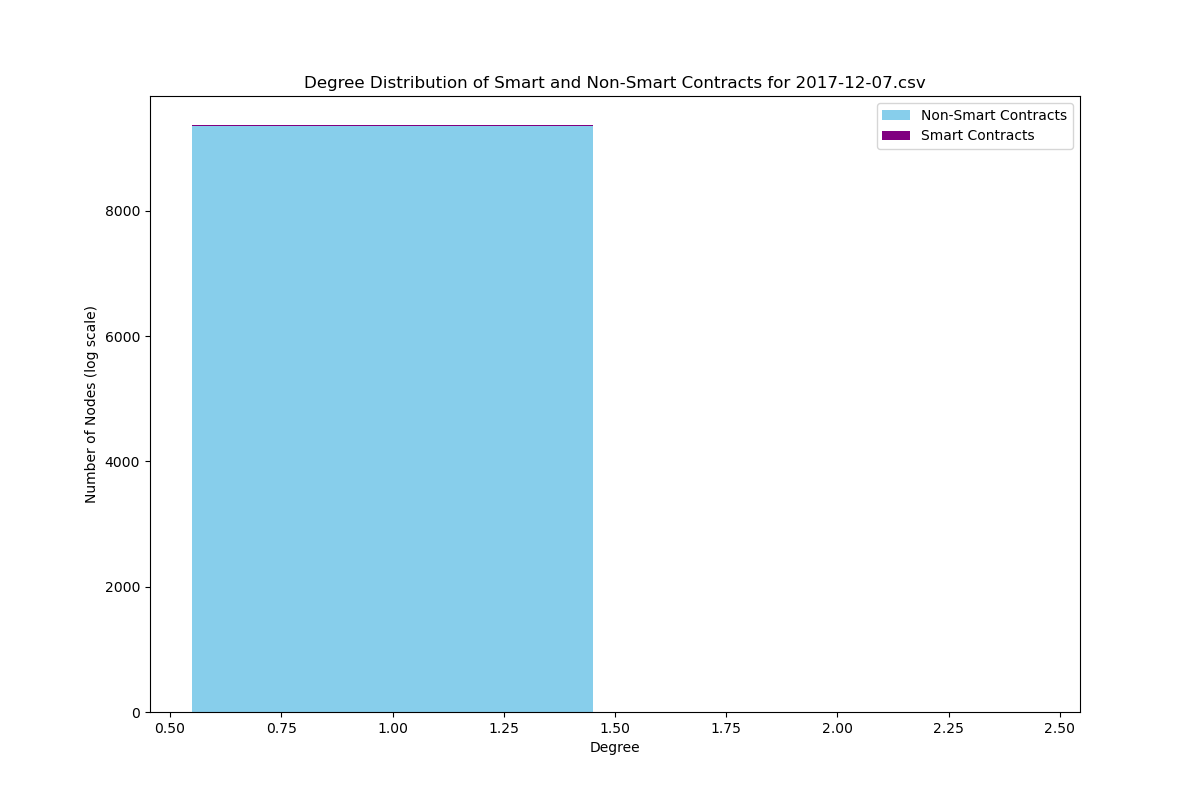 Degree Distribution of Smart and Non-Smart Contracts for 2017-12-07.csv
Non-Smart Contracts
Smart Contracts
Number of Nodes (log scale)
8000
6000
4000
2000
0
0.50 0.75 1.00 1.25 1.50 1.75 2.00 2.25 2.50
Degree